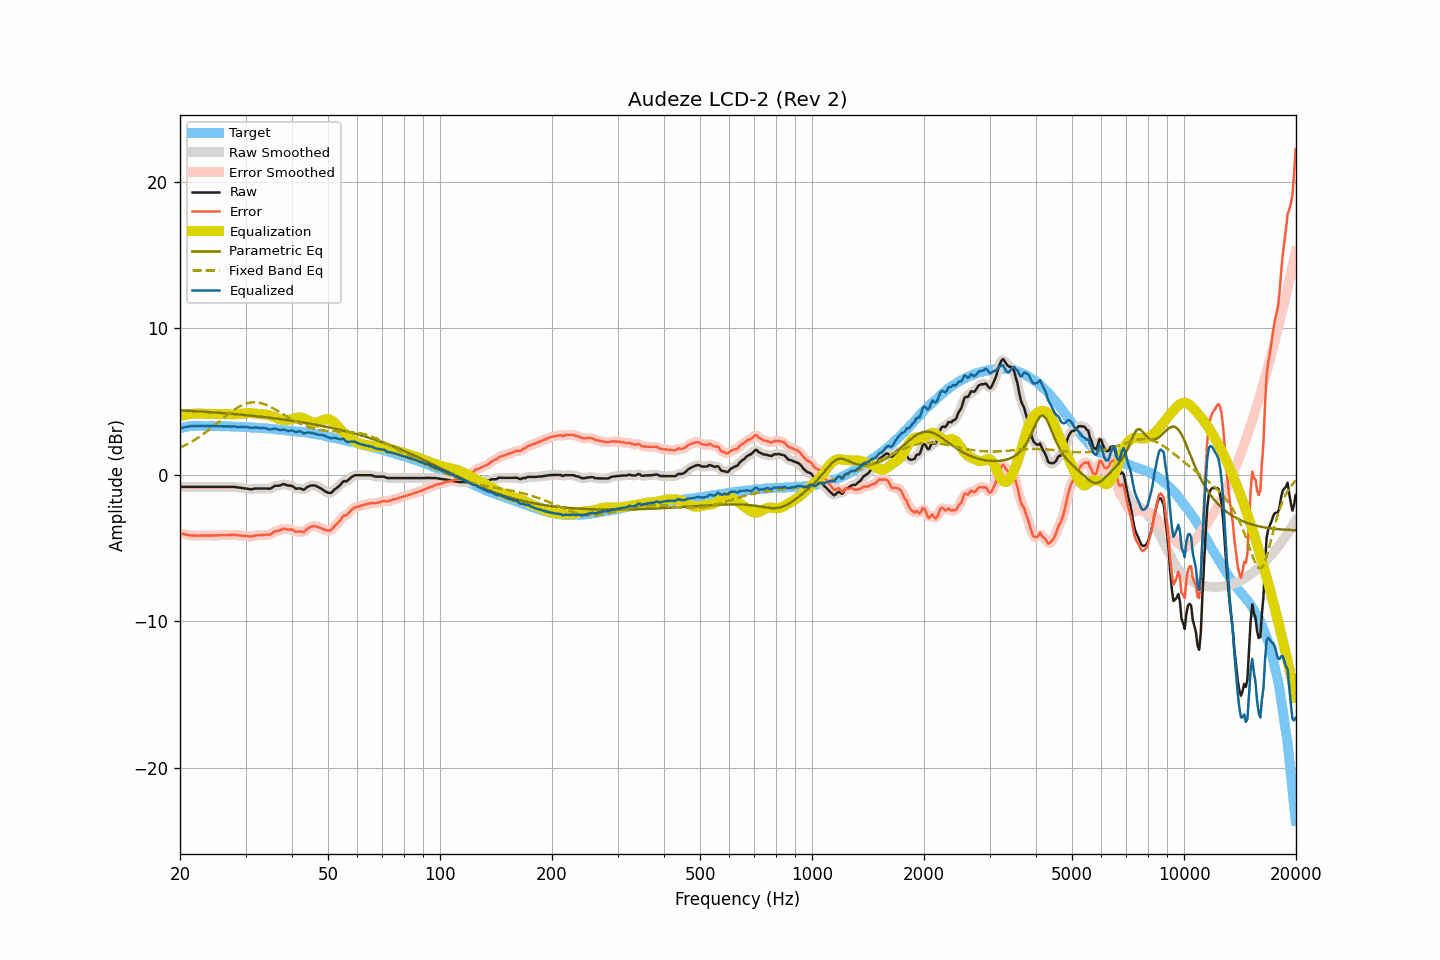 Audeze LCD-2 (Rev 2)
Target
Raw Smoothed
Error Smoothed
Raw
Error
Equalization
Parametric Eq
Fixed Band Eq
Equalized
20
10
0
−10
−20
Amplitude (dBr)
20
50
100
200
500
1000
2000
5000
10000
20000
Frequency (Hz)